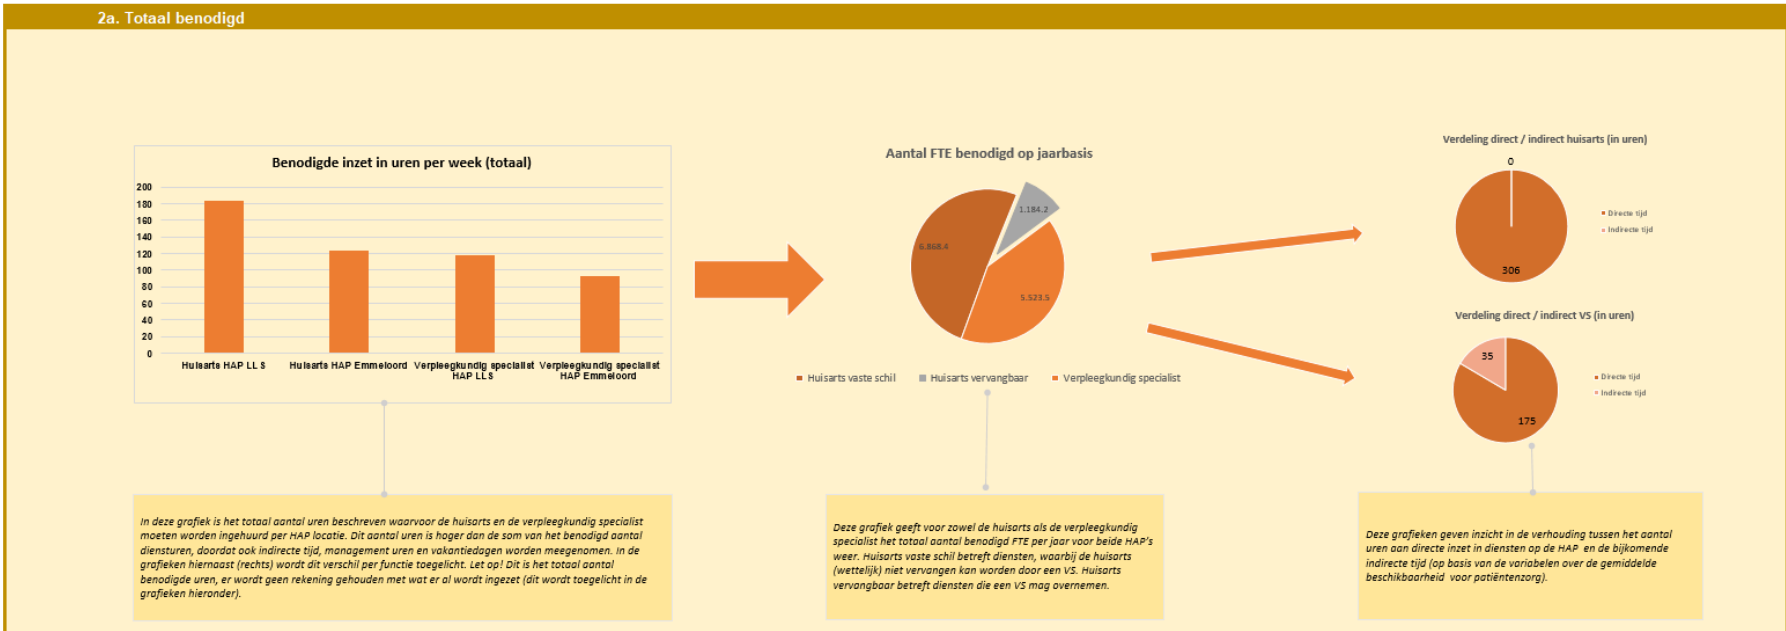 2a. Totaal benodigd
Benodigde inzet in uren per week (totaal)
200
180
160
140
120
100
80
60
40
20
0
Huisarts HAP LLS
Huisarts HAP Emmeloord
Verpleegkundig specialist
HAP LLS
Verpleegkundig specialist
HAP Emmeloord
In deze grafiek is het totaal aantal uren beschreven waarvoor de huisarts en de verpleegkundig specialist
moeten worden ingehuurd per HAP locatie. Dit aantal uren is hoger dan de som van het benodigd aantal
diensturen, doordat ook indirecte tijd, management uren en vakantiedagen worden meegenomen. In de
grafieken hiernaast (rechts) wordt dit verschil per functie toegelicht. Let op! Dit is het totaal aantal
benodigde uren, er wordt geen rekening gehouden met wat er al wordt ingezet (dit wordt toegelicht in de
grafieken hieronder).
Aantal FTE benodigd op jaarbasis
1.184.2
6.868.4
5.523.5
Huisarts vaste schil
Huisarts vervangbaar
Verpleegkundig specialist
Deze grafiek geeft voor zowel de huisarts als de verpleegkundig
specialist het totaal aantal benodigd FTE per jaar voor beide HAP's
weer. Huisarts vaste schil betreft diensten, waarbij de huisarts
(wettelijk) niet vervangen kan worden door een VS. Huisarts
vervangbaar betreft diensten die een VS mag overnemen.
Verdeling direct / indirect huisarts (in uren)
0
306
Directe tijd
Indirecte tijd
Verdeling direct / indirect VS (in uren)
35
175
Directe tijd
Indirecte tijd
Deze grafieken geven inzicht in de verhouding tussen het aantal
uren aan directe inzet in diensten op de HAP en de bijkomende
indirecte tijd (op basis van de variabelen over de gemiddelde
beschikbaarheid voor patiëntenzorg).